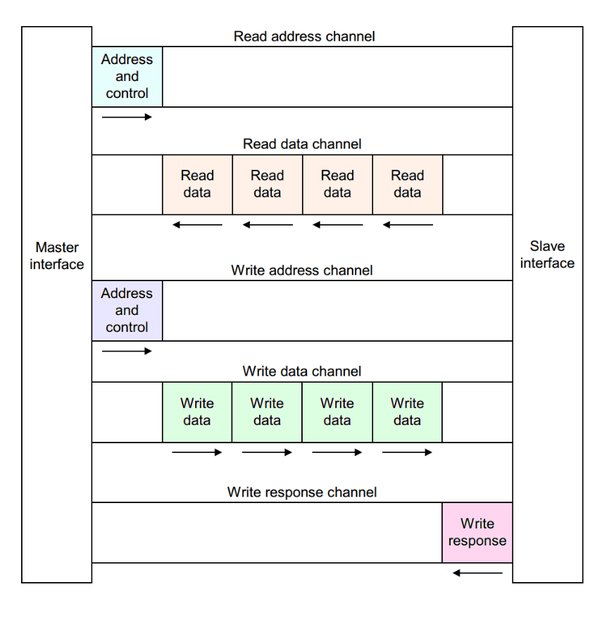 Read address channel
Address
and
control
Read data channel
Read
data
Read
data
Read
data
Read
data
Master
interface
Slave
interface
Write address channel
Address
and
control
Write data channel
Write
data
Write
data
Write
data
Write
data
Write response channel
Write
response